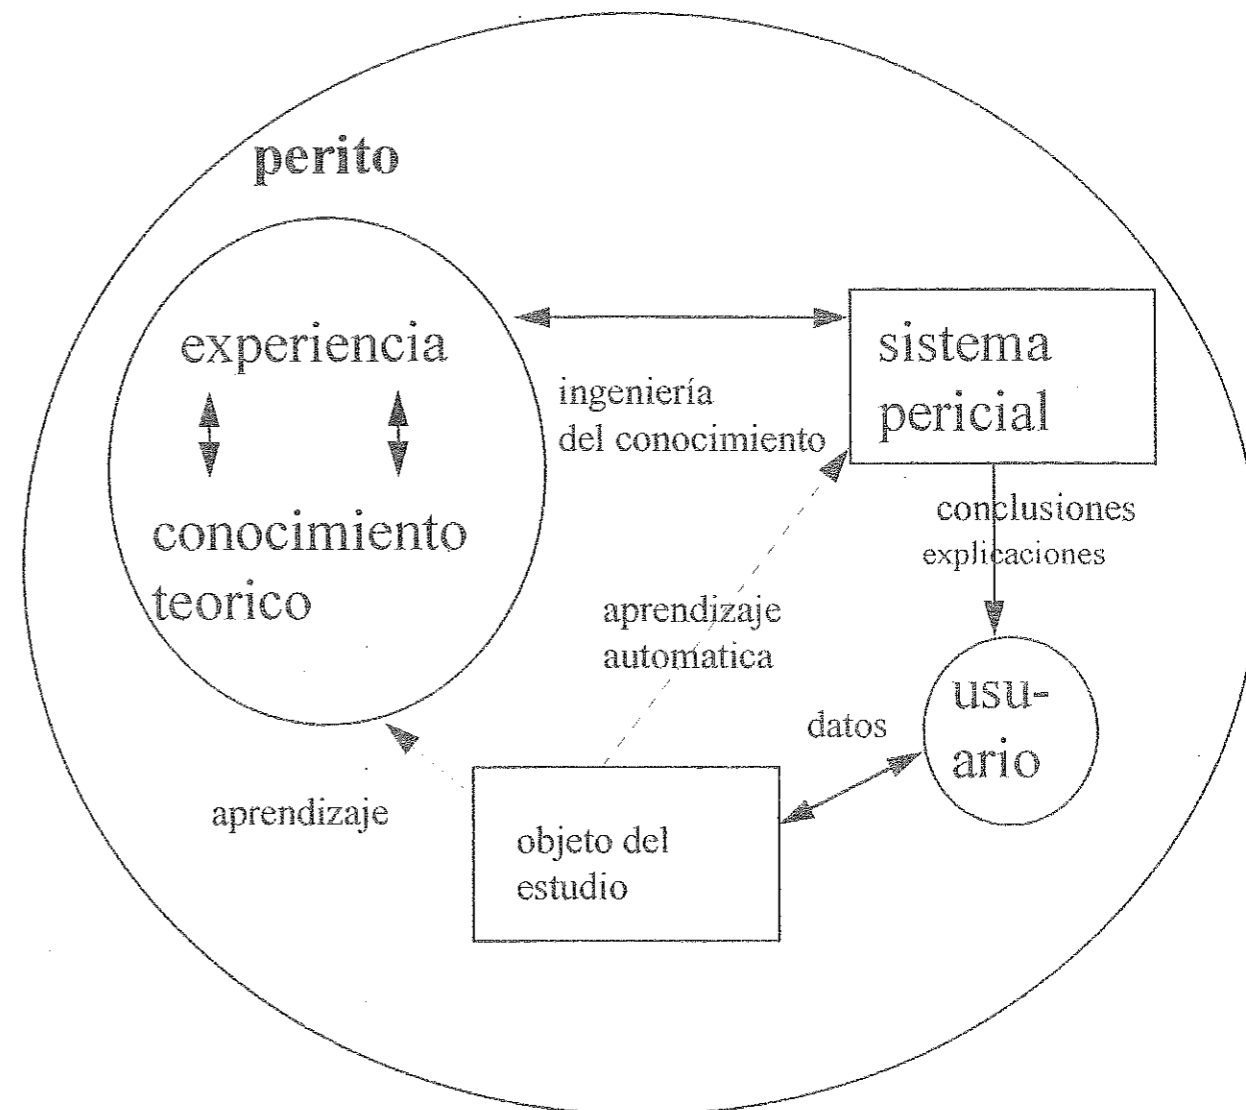 perito
experiencia
conocimiento
teorico
ingeniería
del conocimiento
sistema
pericial
conclusiones
explicaciones
aprendizaje
automatica
usu-
ario
datos
aprendizaje
objeto del
estudio